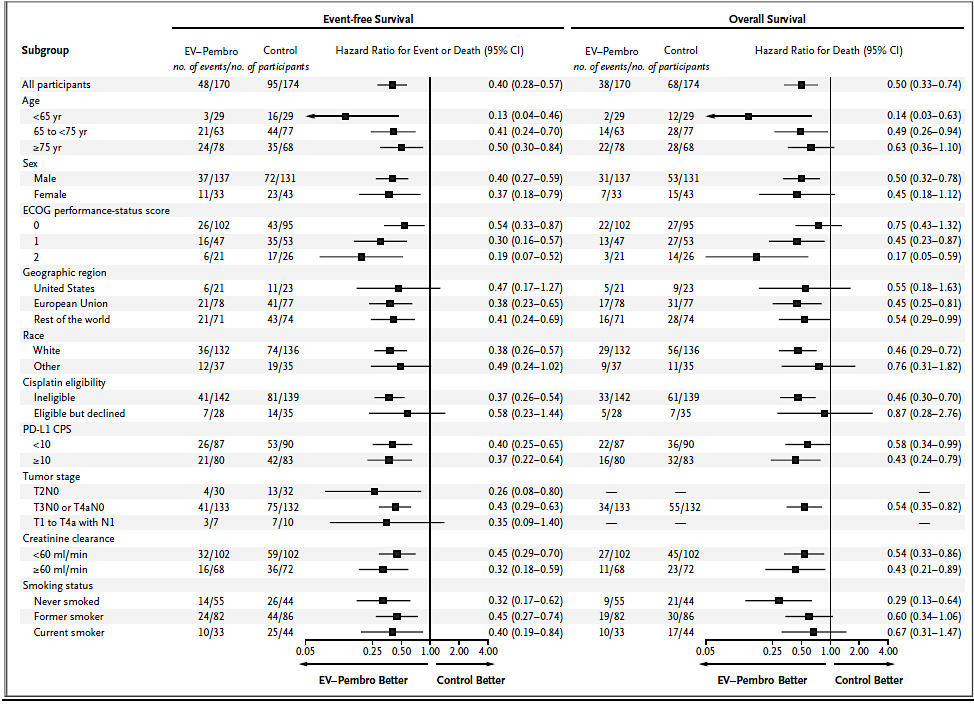 Event-free Survival Overall Survival
Subgroup EV–Pembro Control Hazard Ratio for Event or Death (95% CI) EV–Pembro Control Hazard Ratio for Death (95% CI)
no. of events/no. of participants no. of events/no. of participants
All participants 48/170 95/174 0.40 (0.28–0.57) 38/170 68/174 0.50 (0.33–0.74)
Age
<65 yr 3/29 16/29 0.13 (0.04–0.46) 2/29 12/29 0.14 (0.03–0.63)
65 to <75 yr 21/63 44/77 0.41 (0.24–0.70) 14/63 28/77 0.49 (0.26–0.94)
≥75 yr 24/78 35/68 0.50 (0.30–0.84) 22/78 28/68 0.63 (0.36–1.10)
Sex
Male 37/137 72/131 0.40 (0.27–0.59) 31/137 53/131 0.50 (0.32–0.78)
Female 11/33 23/43 0.37 (0.18–0.79) 7/33 15/43 0.45 (0.18–1.12)
ECOG performance-status score
0 26/102 43/95 0.54 (0.33–0.87) 22/102 27/95 0.75 (0.43–1.32)
1 16/47 35/53 0.30 (0.16–0.57) 13/47 27/53 0.45 (0.23–0.87)
2 6/21 17/26 0.19 (0.07–0.52) 3/21 14/26 0.17 (0.05–0.59)
Geographic region
United States 6/21 11/23 0.47 (0.17–1.27) 5/21 9/23 0.55 (0.18–1.63)
European Union 21/78 41/77 0.38 (0.23–0.65) 17/78 31/77 0.45 (0.25–0.81)
Rest of the world 21/71 43/74 0.41 (0.24–0.69) 16/71 28/74 0.54 (0.29–0.99)
Race
White 36/132 74/136 0.38 (0.26–0.57) 29/132 56/136 0.46 (0.29–0.72)
Other 12/37 19/35 0.49 (0.24–1.02) 9/37 11/35 0.76 (0.31–1.82)
Cisplatin eligibility
Ineligible 41/142 81/139 0.37 (0.26–0.54) 33/142 61/139 0.46 (0.30–0.70)
Eligible but declined 7/28 14/35 0.58 (0.23–1.44) 5/28 7/35 0.87 (0.28–2.76)
PD-L1 CPS
<10 26/87 53/90 0.40 (0.25–0.65) 22/87 36/90 0.58 (0.34–0.99)
≥10 21/80 42/83 0.37 (0.22–0.64) 16/80 32/83 0.43 (0.24–0.79)
Tumor stage
T2N0 4/30 13/32 0.26 (0.08–0.80) — — —
T3N0 or T4aN0 41/133 75/132 0.43 (0.29–0.63) 34/133 55/132 0.54 (0.35–0.82)
T1 to T4a with N1 3/7 7/10 0.35 (0.09–1.40) — — —
Creatinine clearance
<60 ml/min 32/102 59/102 0.45 (0.29–0.70) 27/102 45/102 0.54 (0.33–0.86)
≥60 ml/min 16/68 36/72 0.32 (0.18–0.59) 11/68 23/72 0.43 (0.21–0.89)
Smoking status
Never smoked 14/55 26/44 0.32 (0.17–0.62) 9/55 21/44 0.29 (0.13–0.64)
Former smoker 24/82 44/86 0.45 (0.27–0.74) 19/82 30/86 0.60 (0.34–1.06)
Current smoker 10/33 25/44 0.40 (0.19–0.84) 10/33 17/44 0.67 (0.31–1.47)
0.05 0.25 0.50 1.00 2.00 4.00 0.05 0.25 0.50 1.00 2.00 4.00
EV–Pembro Better Control Better EV–Pembro Better Control Better